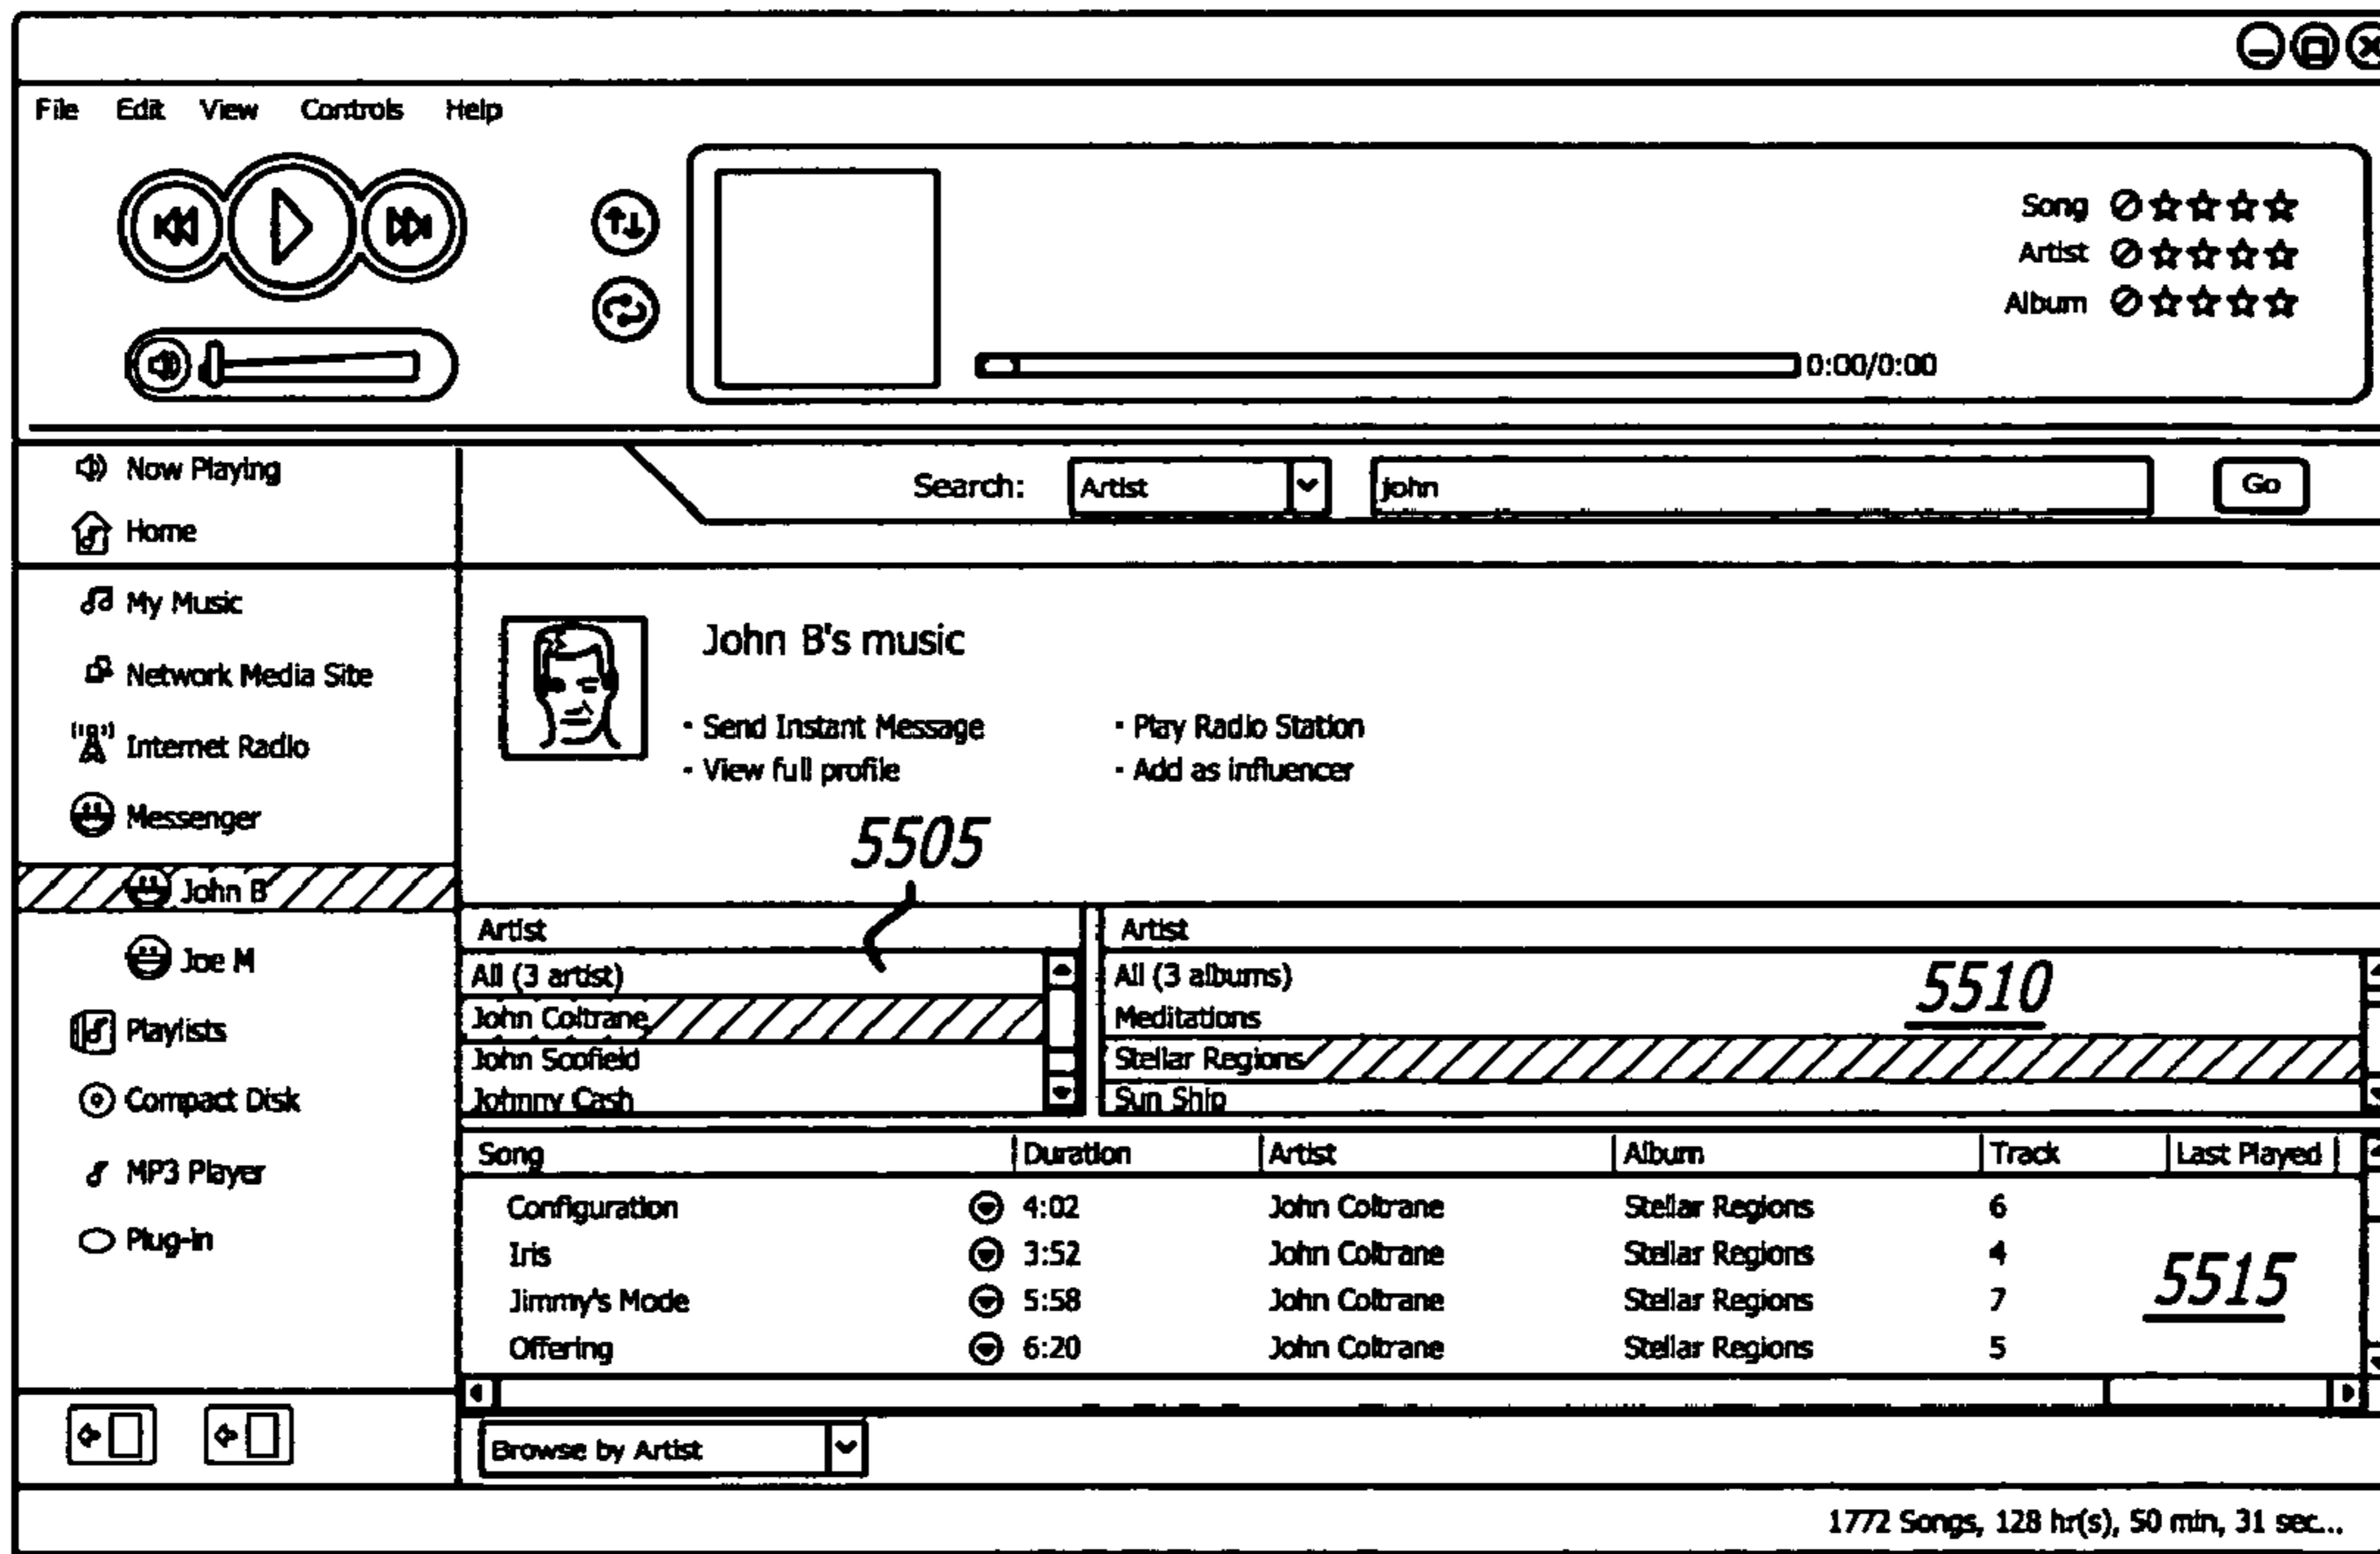 File Edit View Controls Help
Song
Artist
Album
0:00/0:00
Now Playing
Home
Search: Artist john Go
My Music
Network Media Site
Internet Radio
Messenger
John B
Joe M
Playlists
Compact Disk
MP3 Player
Plug-in
John B's music
- Send Instant Message - Play Radio Station
- View full profile - Add as influencer
5505
Artist
All (3 artist)
John Coltrane
John Scofield
Johnny Cash
Artist
All (3 albums)
5510
Meditations
Stellar Regions
Sun Ship
Song Duration Artist Album Track Last Played
Configuration 4:02 John Coltrane Stellar Regions 6
Iris 3:52 John Coltrane Stellar Regions 4
Jimmy's Mode 5:58 John Coltrane Stellar Regions 7
5515
Offering 6:20 John Coltrane Stellar Regions 5
Browse by Artist
1772 Songs, 128 hr(s), 50 min, 31 sec...